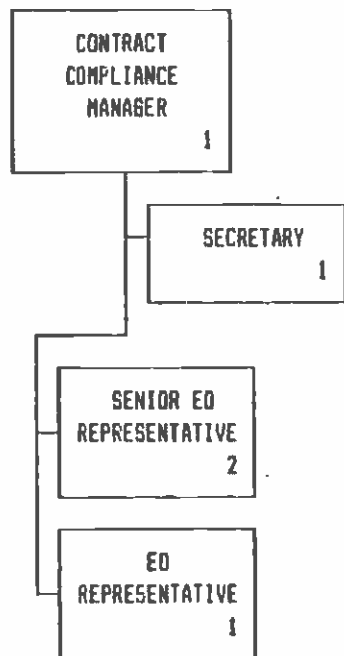 CONTRACT
COMPLIANCE
MANAGER
1
SECRETARY
1
SENIOR EO
REPRESENTATIVE
2
EO
REPRESENTATIVE
1